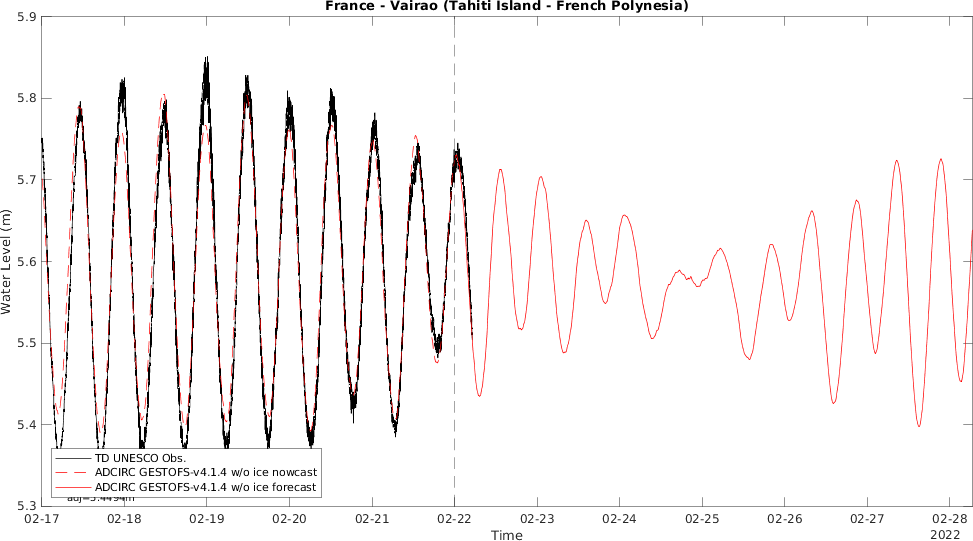 France - Vairao (Tahiti Island - French Polynesia)
5.9
5.8
5.7
5.6
5.5
5.4
5.3
Water Level (m)
TD UNESCO Obs.
ADCIRC GESTOFS-v4.1.4 w/o ice nowcast
ADCIRC GESTOFS-v4.1.4 w/o ice forecast
02-17 02-18 02-19 02-20 02-21 02-22 02-23 02-24 02-25 02-26 02-27 02-28
2022
Time